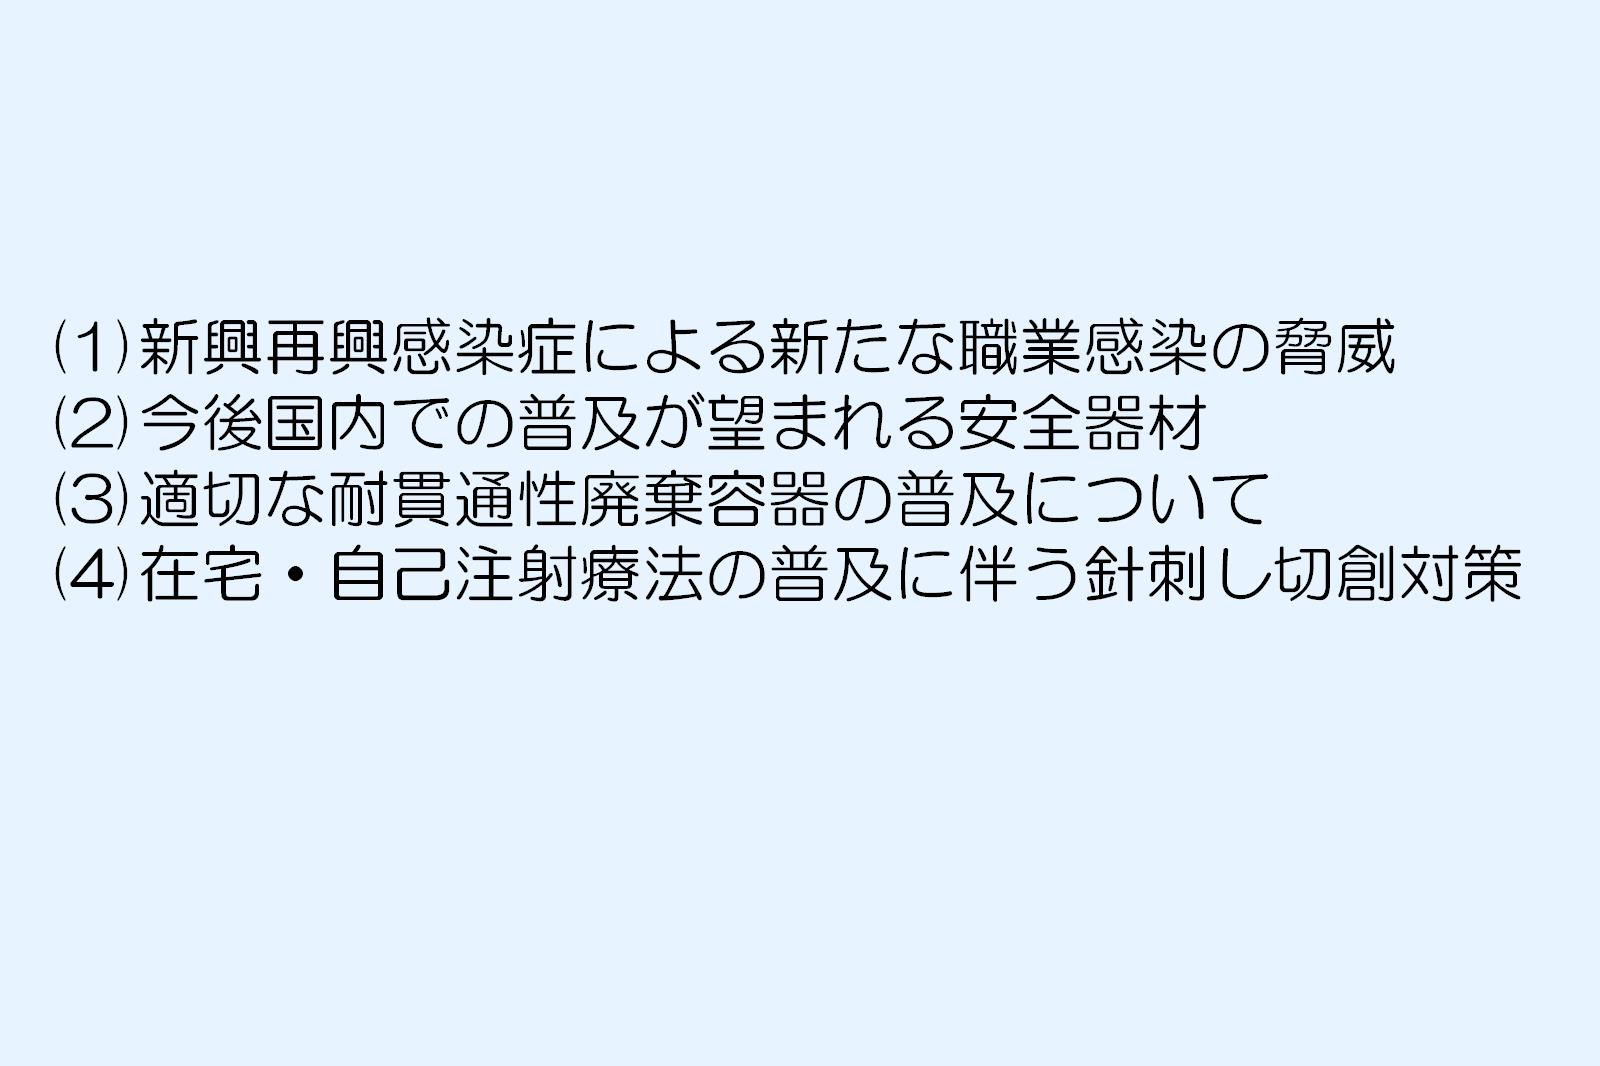 (1)新興再興感染症による新たな職業感染の脅威
(2)今後国内での普及が望まれる安全器材
(3)適切な耐貫通性廃棄容器の普及について
(4)在宅・自己注射療法の普及に伴う針刺し切創対策